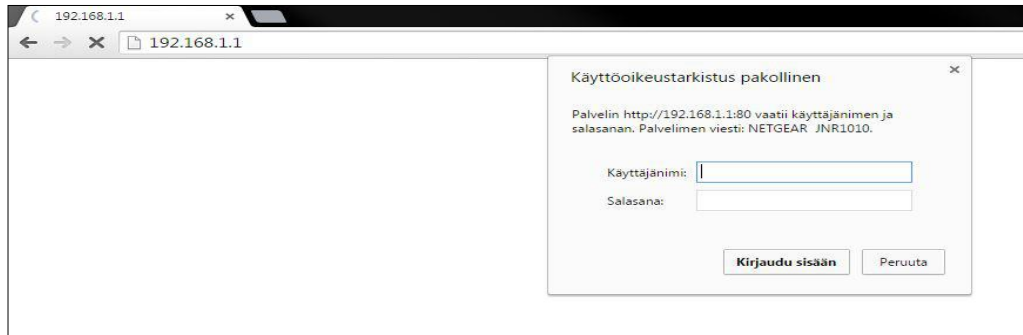 192.168.1.1
192.168.1.1
Käyttöoikeustarkistus pakollinen
Palvelin http://192.168.1.1:80 vaatii käyttäjänimen ja
salasanan. Palvelimen viesti: NETGEAR JNR1010.
Käyttäjänimi:
Salasana:
Kirjaudu sisään
Peruuta